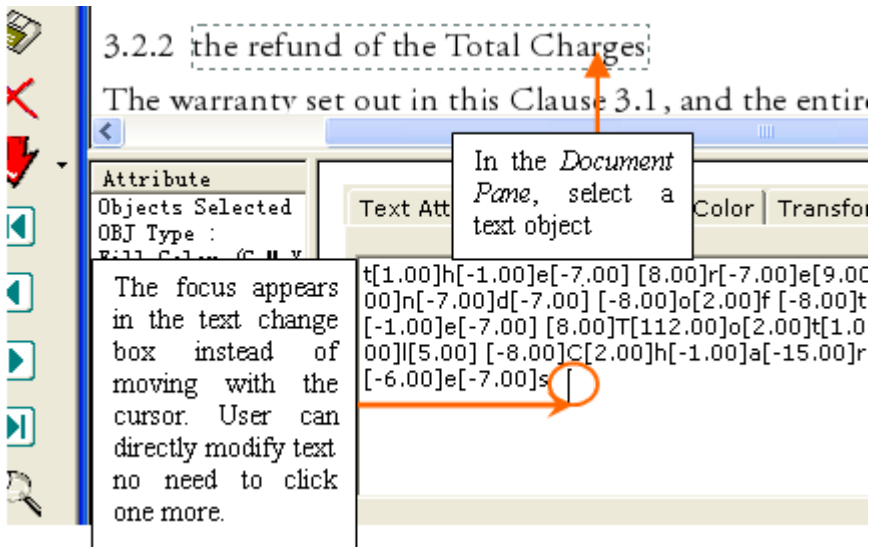 3.2.2 the refund of the Total Charges
The warranty set out in this Clause 3.1, and the entire
In the Document
Pane, select a
text object
Attribute
Objects Selected
OBJ Type :
Text Att
Color
Transfor
t[1.00]h[-1.00]e[-7.00] [8.00]r[-7.00]e[9.00
00]n[-7.00]d[-7.00] [-8.00]o[2.00]f [-8.00]t
[-1.00]e[-7.00] [8.00]T[112.00]o[2.00]t[1.0
00]l[5.00] [-8.00]C[2.00]h[-1.00]a[-15.00]r
[-6.00]e[-7.00]s
The focus appears
in the text change
box instead of
moving with the
cursor. User can
directly modify text
no need to click
one more.